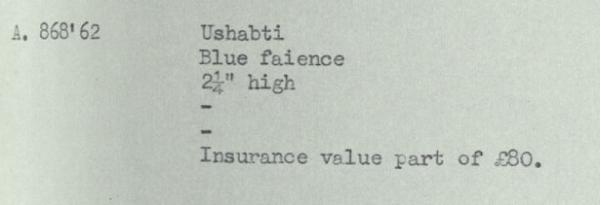 A. 868'62 Ushabti
Blue faience
2¼" high
-
-
Insurance value part of £80.